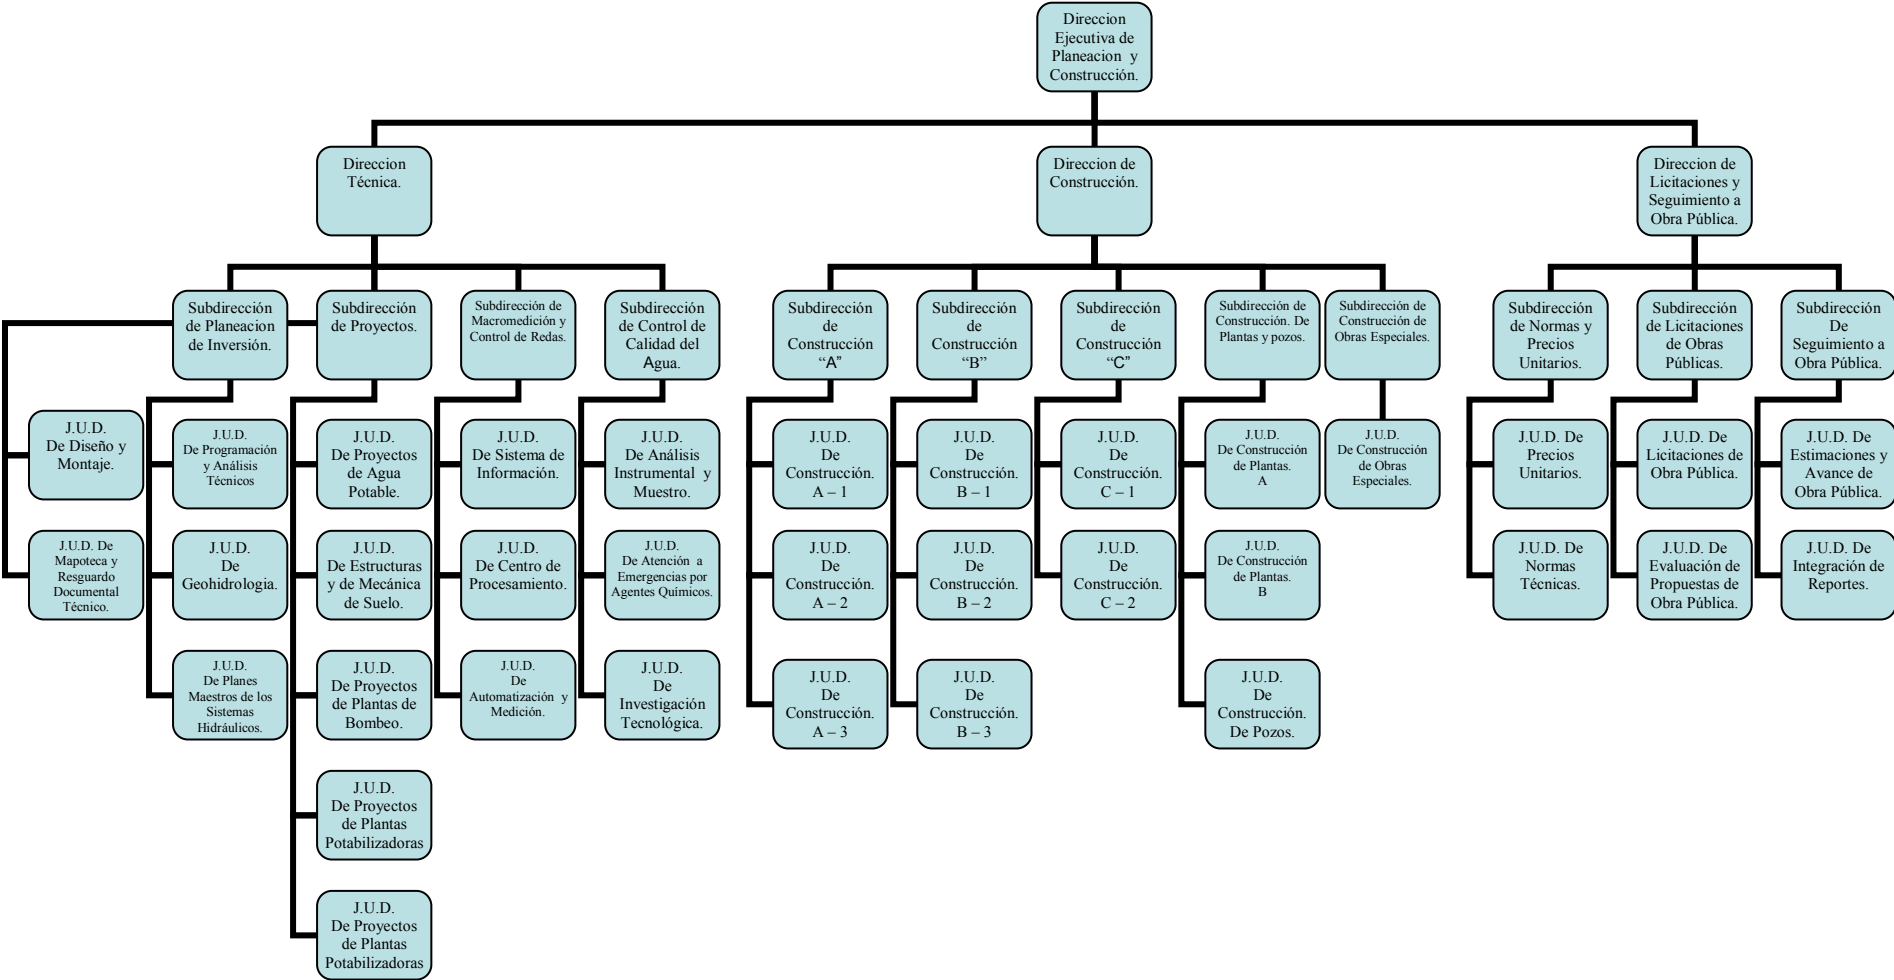 Direccion
Ejecutiva de
Planeacion y
Construcción.
Direccion
Técnica.
Direccion de
Construcción.
Direccion de
Licitaciones y
Seguimiento a
Obra Pública.
Subdirección
de Planeacion
de Inversión.
Subdirección
de Proyectos.
Subdirección de
Macromedición y
Control de Redas.
Subdirección
de Control de
Calidad del
Agua.
Subdirección
de
Construcción
“A”
Subdirección
de
Construcción
“B”
Subdirección
de
Construcción
“C”
Subdirección de
Construcción. De
Plantas y pozos.
Subdirección de
Construcción de
Obras Especiales.
Subdirección
de Normas y
Precios
Unitarios.
Subdirección
de Licitaciones
de Obras
Públicas.
Subdirección
De
Seguimiento a
Obra Pública.
J.U.D.
De Diseño y
Montaje.
J.U.D.
De Programación
y Análisis
Técnicos
J.U.D.
De Proyectos
de Agua
Potable.
J.U.D.
De Sistema de
Información.
J.U.D.
De Análisis
Instrumental y
Muestro.
J.U.D.
De
Construcción.
A – 1
J.U.D.
De
Construcción.
B – 1
J.U.D.
De
Construcción.
C – 1
J.U.D.
De Construcción
de Plantas.
A
J.U.D.
De Construcción
de Obras
Especiales.
J.U.D. De
Precios
Unitarios.
J.U.D. De
Licitaciones de
Obra Pública.
J.U.D. De
Estimaciones y
Avance de
Obra Pública.
J.U.D. De
Mapoteca y
Resguardo
Documental
Técnico.
J.U.D.
De
Geohidrologia.
J.U.D.
De Estructuras
y de Mecánica
de Suelo.
J.U.D.
De Centro de
Procesamiento.
J.U.D.
De Atención a
Emergencias por
Agentes Químicos.
J.U.D.
De
Construcción.
A – 2
J.U.D.
De
Construcción.
B – 2
J.U.D.
De
Construcción.
C – 2
J.U.D.
De Construcción
de Plantas.
B
J.U.D. De
Normas
Técnicas.
J.U.D. De
Evaluación de
Propuestas de
Obra Pública.
J.U.D. De
Integración de
Reportes.
J.U.D.
De Planes
Maestros de los
Sistemas
Hidráulicos.
J.U.D.
De Proyectos
de Plantas de
Bombeo.
J.U.D.
De
Automatización y
Medición.
J.U.D.
De
Investigación
Tecnológica.
J.U.D.
De
Construcción.
A – 3
J.U.D.
De
Construcción.
B – 3
J.U.D.
De
Construcción.
De Pozos.
J.U.D.
De Proyectos
de Plantas
Potabilizadoras
J.U.D.
De Proyectos
de Plantas
Potabilizadoras